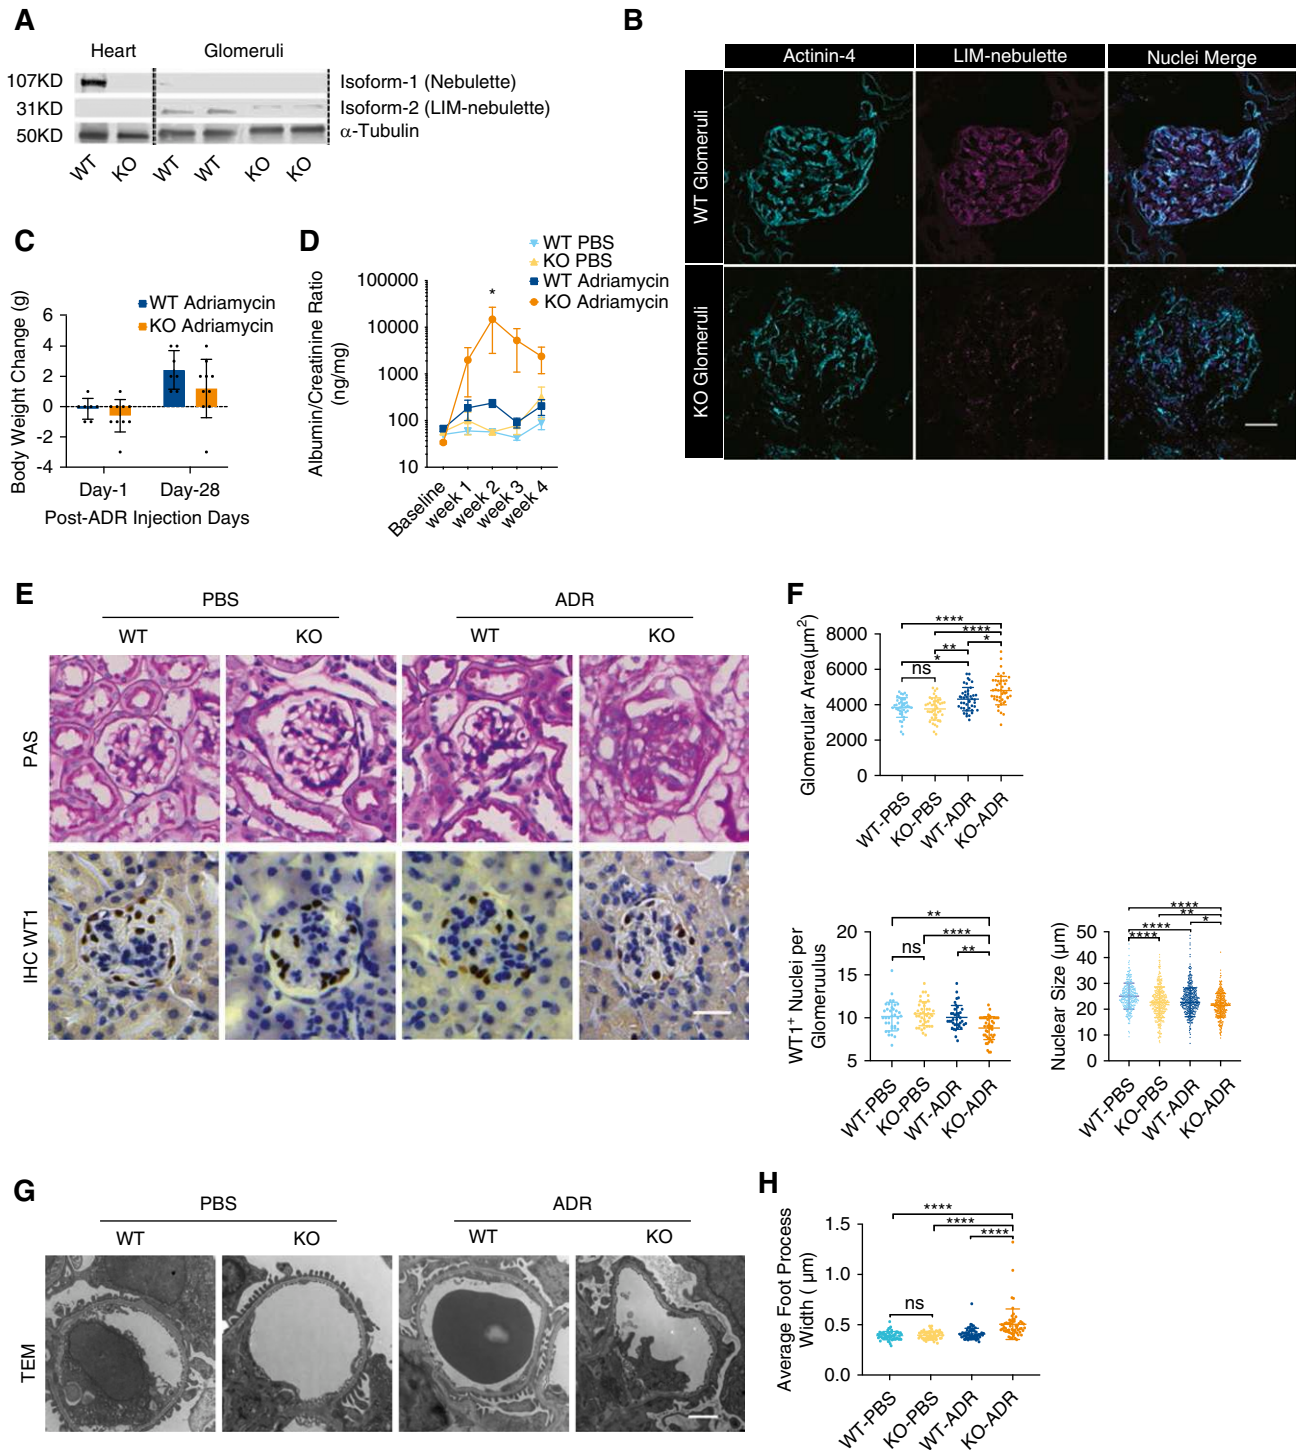 A
Heart Glomeruli
107KD Isoform-1 (Nebulette)
31KD Isoform-2 (LIM-nebulette)
50KD α-Tubulin
WT KO WT WT KO KO
B
Actinin-4 LIM-nebulette Nuclei Merge
WT Glomeruli
KO Glomeruli
C
WT Adriamycin
KO Adriamycin
Body Weight Change (g)
6
4
2
0
-2
-4
Day-1 Day-28
Post-ADR Injection Days
D
WT PBS
KO PBS
WT Adriamycin
KO Adriamycin
Albumin/Creatinine Ratio
(ng/mg)
100000
10000
1000
100
10
*
Baseline week 1 week 2 week 3 week 4
E
PBS ADR
WT KO WT KO
PAS
IHC WT1
F
Glomerular Area(µm²)
8000
6000
4000
2000
0
****
****
*
**
*
ns
WT-PBS KO-PBS WT-ADR KO-ADR
WT1⁺ Nuclei per
Glomeruulus
20
15
10
5
**
****
ns
**
WT-PBS KO-PBS WT-ADR KO-ADR
Nuclear Size (µm)
50
40
30
20
10
0
****
**
*
****
****
WT-PBS KO-PBS WT-ADR KO-ADR
G
PBS ADR
WT KO WT KO
TEM
H
Average Foot Process
Width ( µm)
1.5
1.0
0.5
0.0
****
****
****
ns
WT-PBS KO-PBS WT-ADR KO-ADR